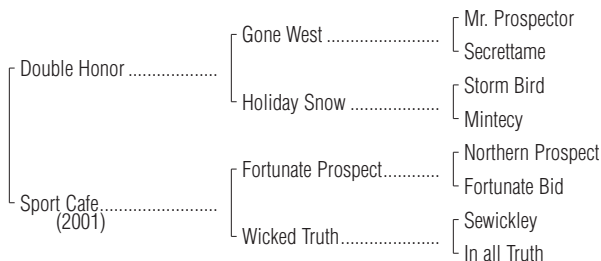 Mr. Prospector
Gone West ..................
Secrettame
Double Honor ..................
Storm Bird
Holiday Snow ..................
Mintecy
Northern Prospect
Fortunate Prospect...........
Fortunate Bid
Sport Cafe........................
(2001)
Sewickley
Wicked Truth...................
In all Truth